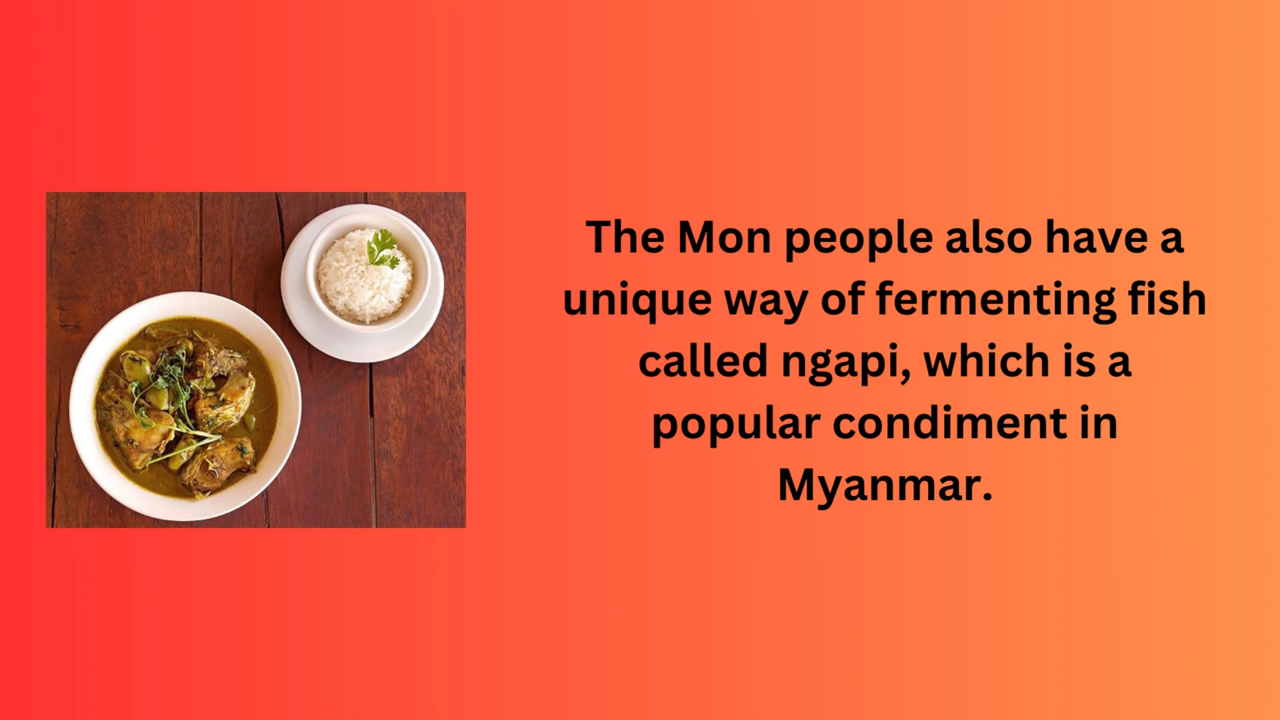 The Mon people also have a
unique way of fermenting fish
called ngapi, which is a
popular condiment in
Myanmar.